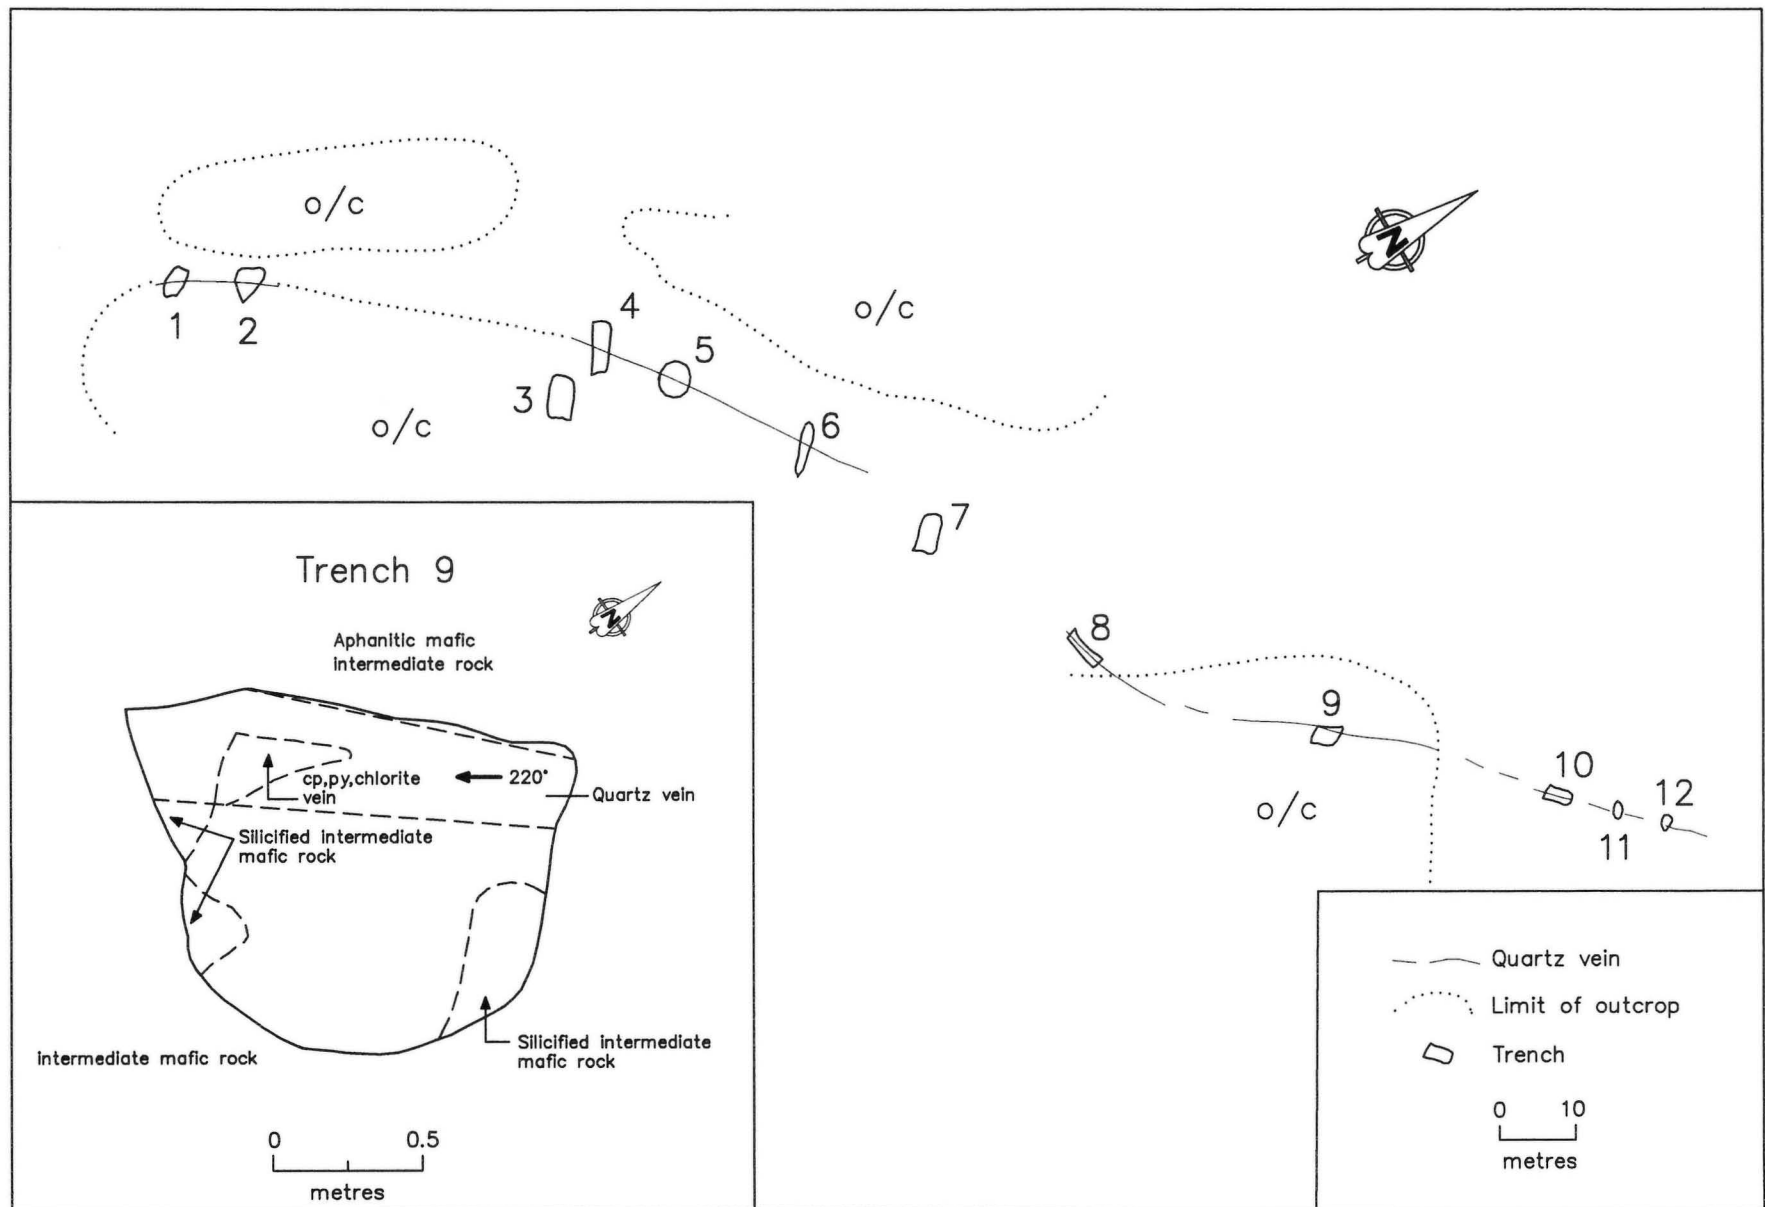 o/c
N
o/c
1
2
4
5
3
o/c
6
7
Trench 9
N
Aphanitic mafic
intermediate rock
cp,py,chlorite
vein
220°
Quartz vein
Silicified intermediate
mafic rock
Silicified intermediate
mafic rock
intermediate mafic rock
0 0.5
metres
8
9
o/c
10
11
12
Quartz vein
Limit of outcrop
Trench
0 10
metres